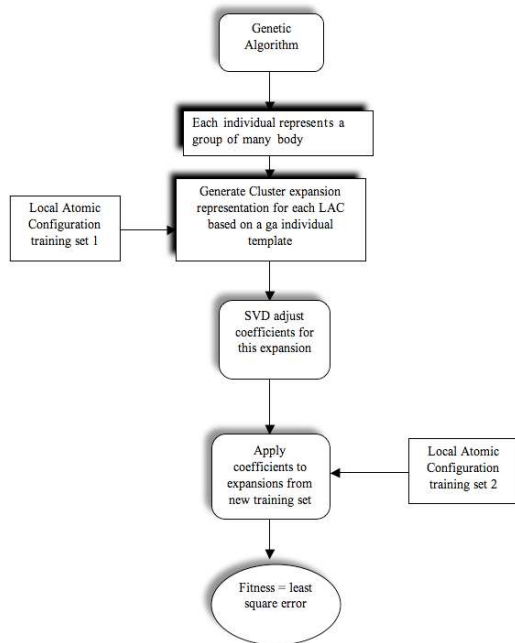 Genetic
Algorithm
Each individual represents a
group of many body
Generate Cluster expansion
representation for each LAC
based on a ga individual
template
Local Atomic
Configuration
training set 1
SVD adjust
coefficients for
this expansion
Apply
coefficients to
expansions from
new training set
Local Atomic
Configuration
training set 2
Fitness = least
square error